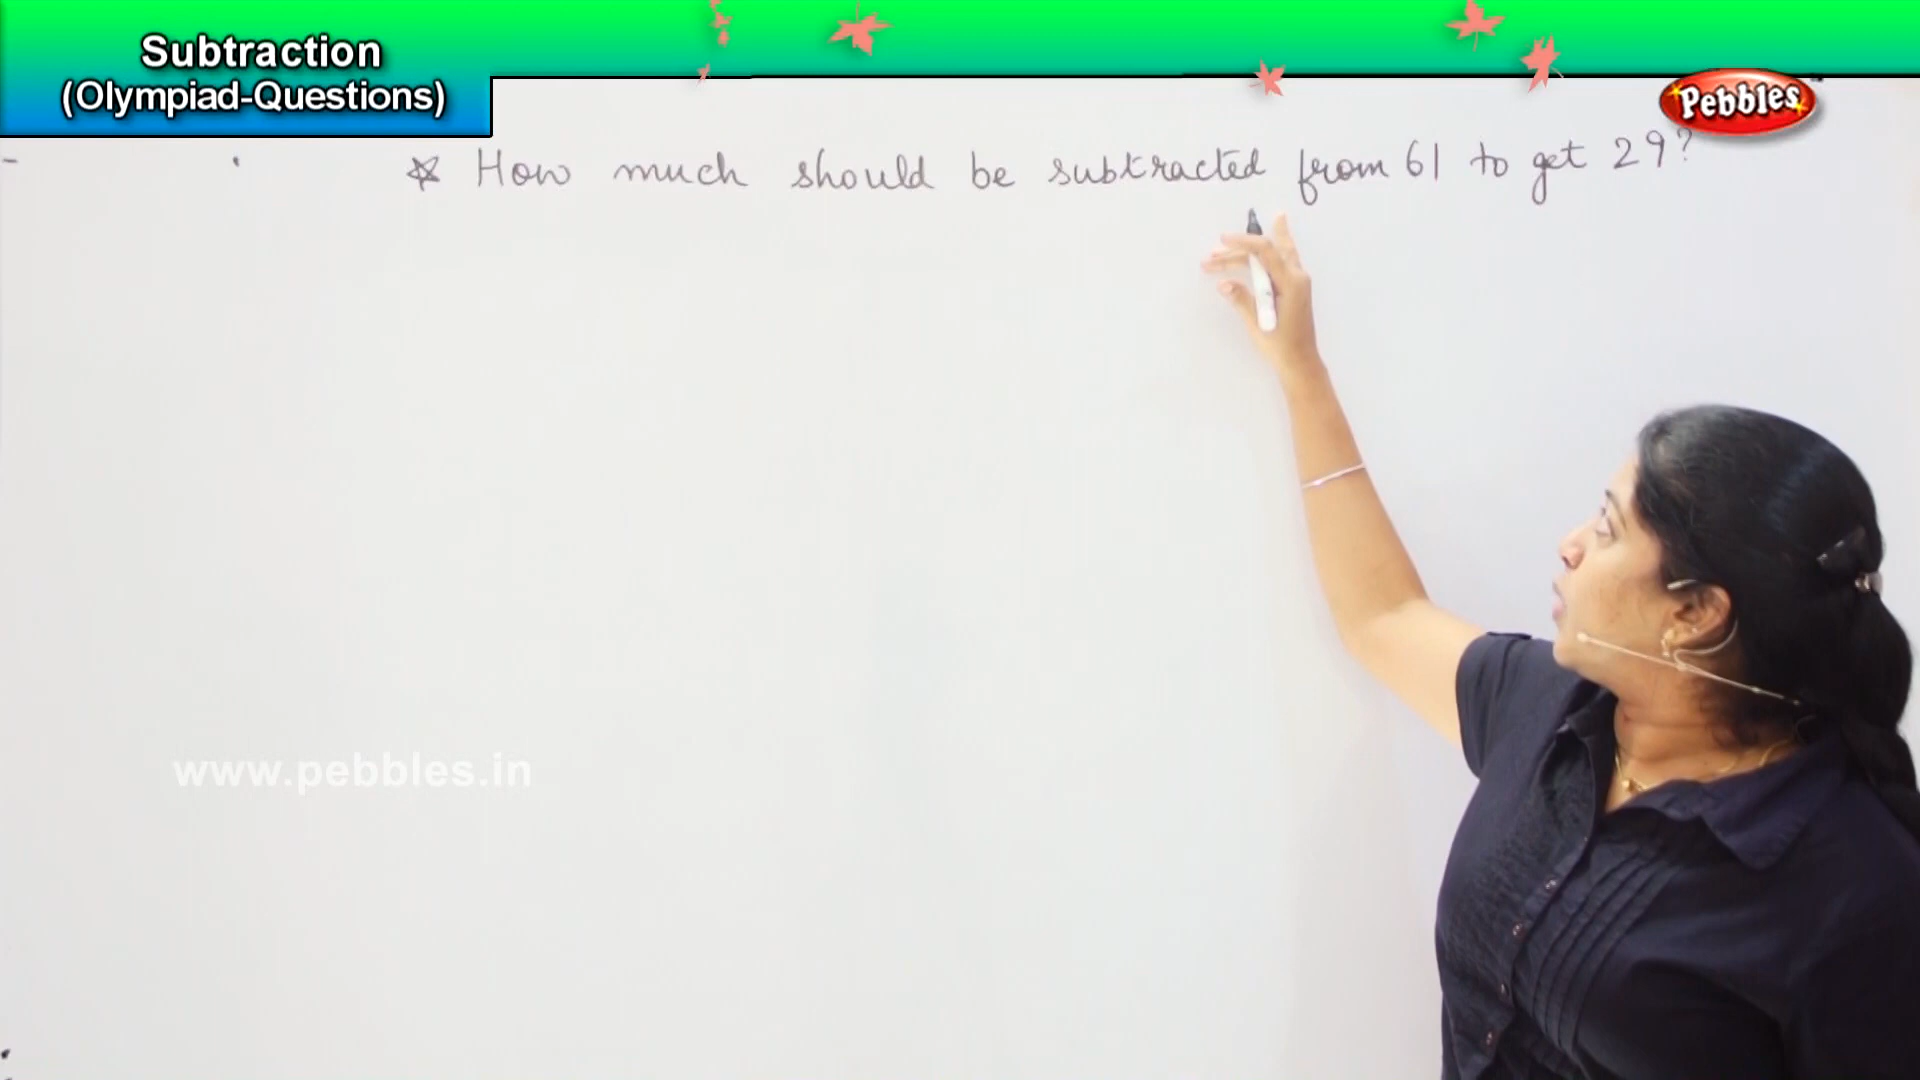 Subtraction
(Olympiad-Questions)
Pebbles
☆ How much should be subtracted from 61 to get 29?
www.pebbles.in